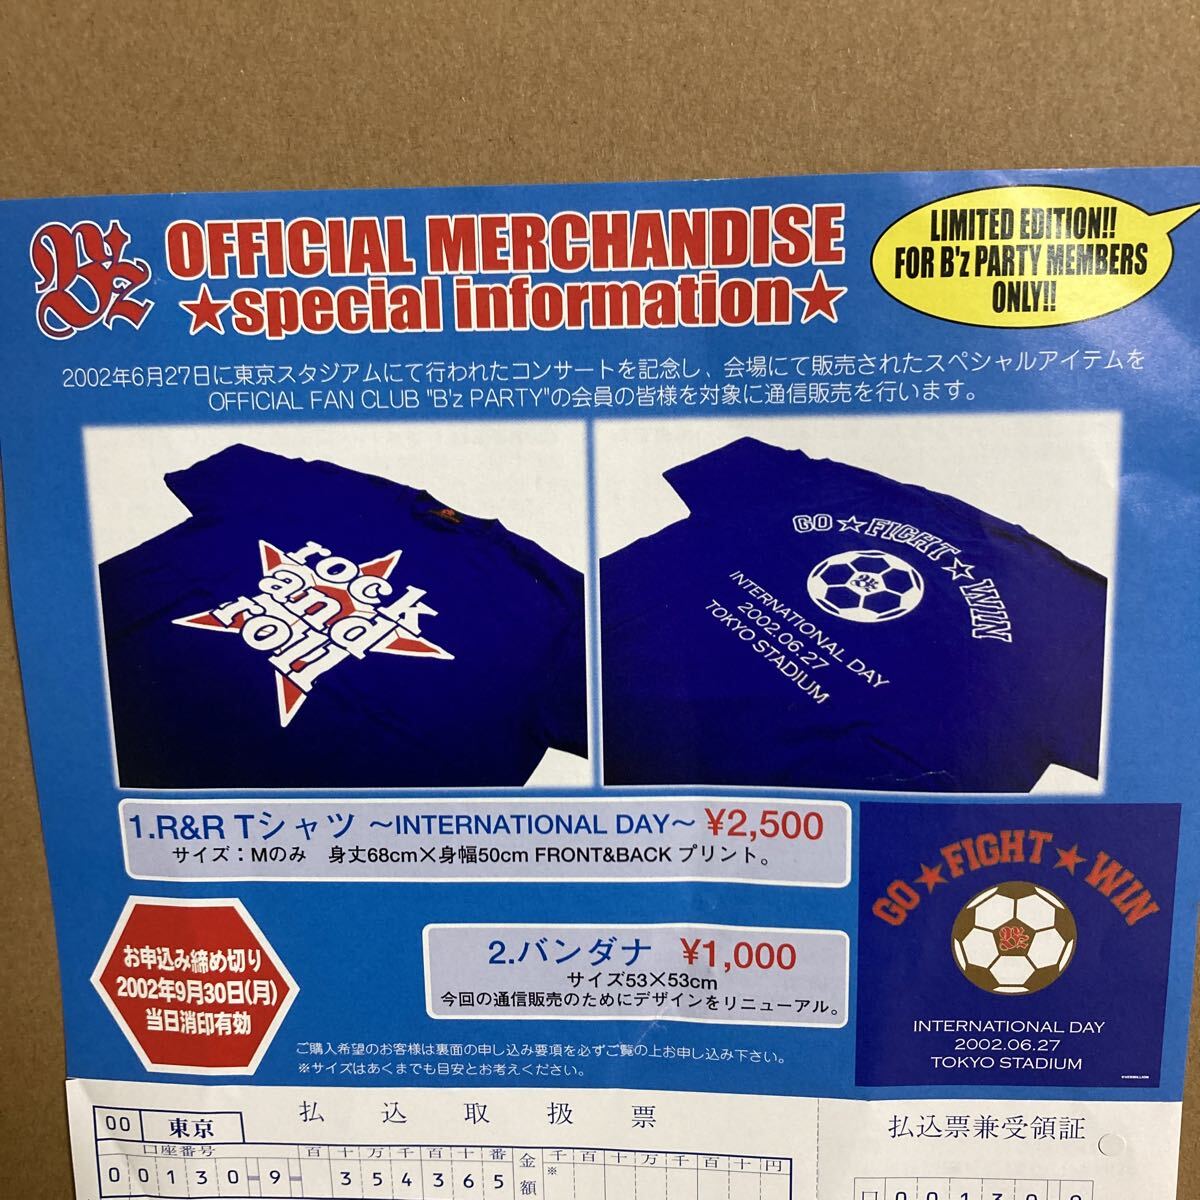 B'z
OFFICIAL MERCHANDISE
★special information★
LIMITED EDITION!!
FOR B'z PARTY MEMBERS
ONLY!!
2002年6月27日に東京スタジアムにて行われたコンサートを記念し、会場にて販売されたスペシャルアイテムを
OFFICIAL FAN CLUB "B'z PARTY"の会員の皆様を対象に通信販売を行います。
rock
and
roll
GO★FIGHT★WIN
B'z
INTERNATIONAL DAY
2002.06.27
TOKYO STADIUM
1.R&R Tシャツ ～INTERNATIONAL DAY～ ¥2,500
サイズ：Mのみ 身丈68cm×身幅50cm FRONT&BACK プリント。
GO★FIGHT★WIN
B'z
INTERNATIONAL DAY
2002.06.27
TOKYO STADIUM
©VERMILLION
お申込み締め切り
2002年9月30日(月)
当日消印有効
2.バンダナ ¥1,000
サイズ53×53cm
今回の通信販売のためにデザインをリニューアル。
ご購入希望のお客様は裏面の申し込み要項を必ずご覧の上お申し込み下さい。
※サイズはあくまでも目安とお考えください。
払込取扱票
00 東京
口座番号 百十万千百十番
00130-9- 354365
金額 千百十万千百十円
※
払込票兼受領証